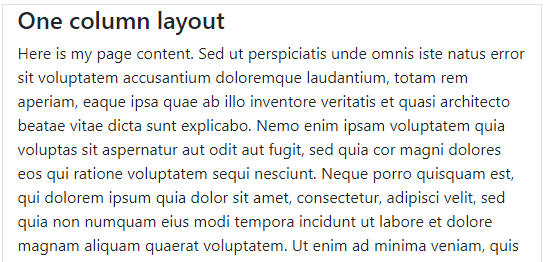 One column layout
Here is my page content. Sed ut perspiciatis unde omnis iste natus error
sit voluptatem accusantium doloremque laudantium, totam rem
aperiam, eaque ipsa quae ab illo inventore veritatis et quasi architecto
beatae vitae dicta sunt explicabo. Nemo enim ipsam voluptatem quia
voluptas sit aspernatur aut odit aut fugit, sed quia cor magni dolores
eos qui ratione voluptatem sequi nesciunt. Neque porro quisquam est,
qui dolorem ipsum quia dolor sit amet, consectetur, adipisci velit, sed
quia non numquam eius modi tempora incidunt ut labore et dolore
magnam aliquam quaerat voluptatem. Ut enim ad minima veniam, quis